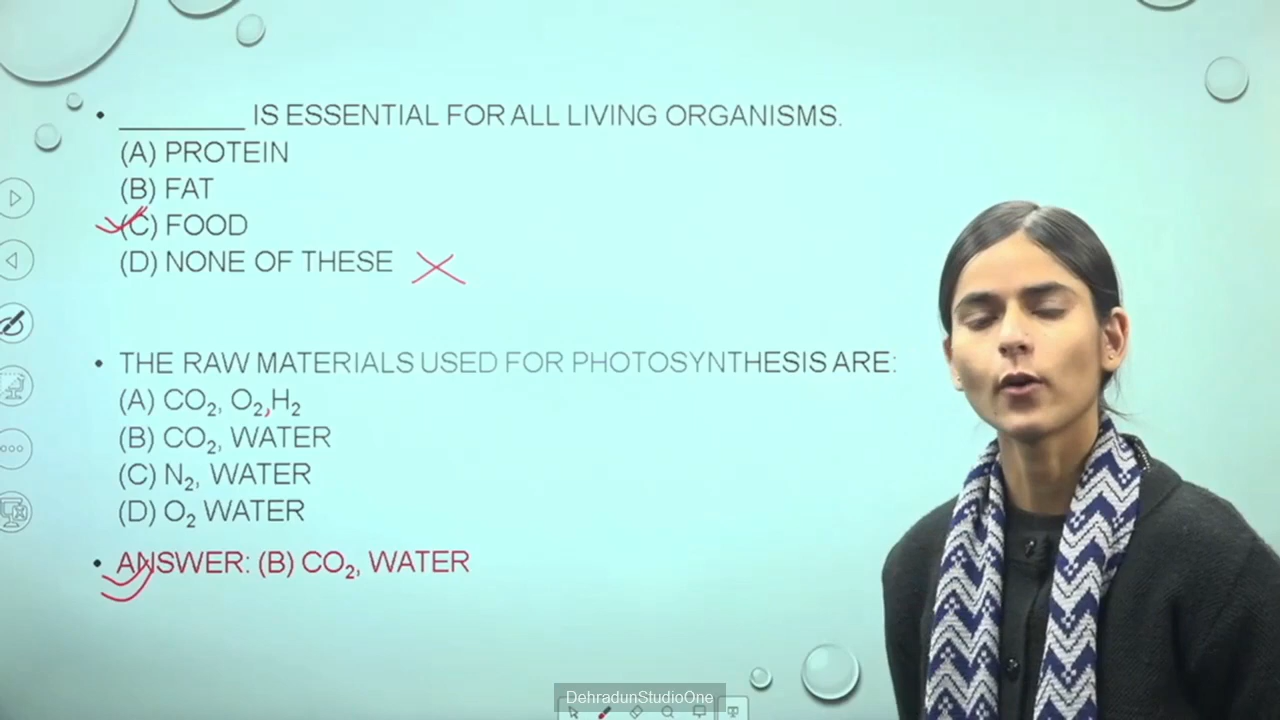 _________ IS ESSENTIAL FOR ALL LIVING ORGANISMS.
(A) PROTEIN
(B) FAT
(C) FOOD
(D) NONE OF THESE
THE RAW MATERIALS USED FOR PHOTOSYNTHESIS ARE:
(A) CO₂, O₂,H₂
(B) CO₂, WATER
(C) N₂, WATER
(D) O₂ WATER
ANSWER: (B) CO₂, WATER
DehradunStudioOne